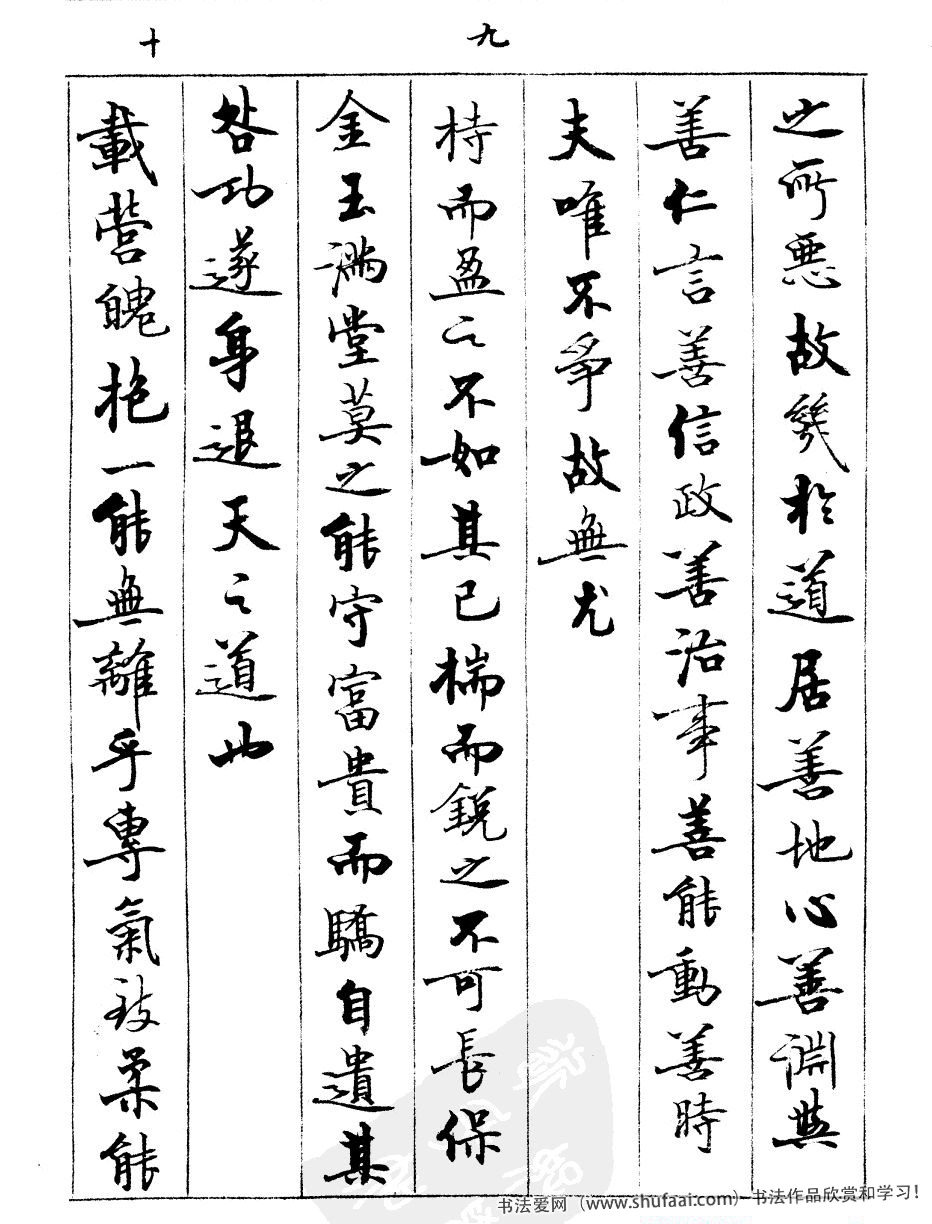 之所惡故幾於道居善地心善淵與
善仁言善信政善治事善能動善時
夫唯不爭故無尤
九
持而盈之不如其已揣而銳之不可長保
金玉滿堂莫之能守富貴而驕自遺其
咎功遂身退天之道也
十
載營魄抱一能無離乎專氣致柔能
书法爱网（www.shufaai.com）-书法作品欣赏和学习！